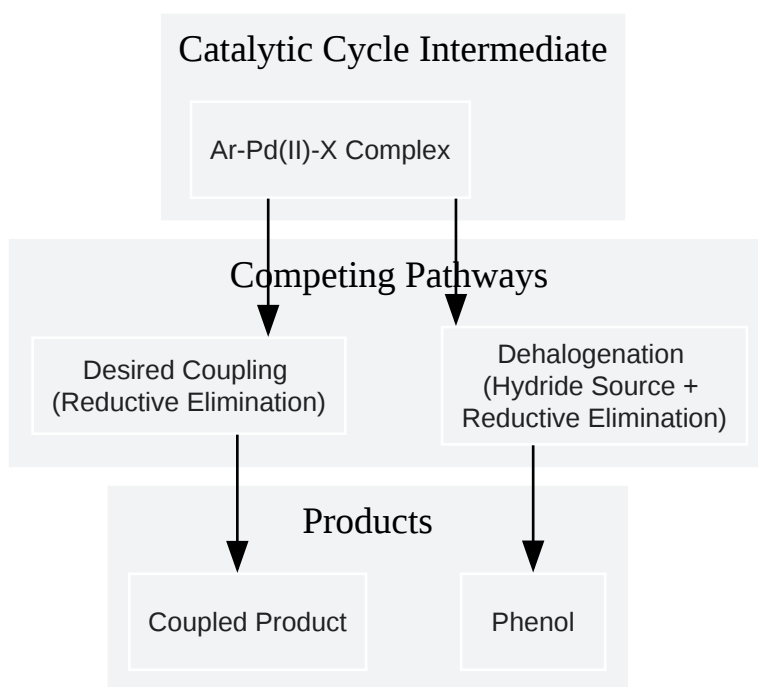 Catalytic Cycle Intermediate
Ar-Pd(II)-X Complex
Competing Pathways
Desired Coupling
(Reductive Elimination)
Dehalogenation
(Hydride Source +
Reductive Elimination)
Products
Coupled Product
Phenol